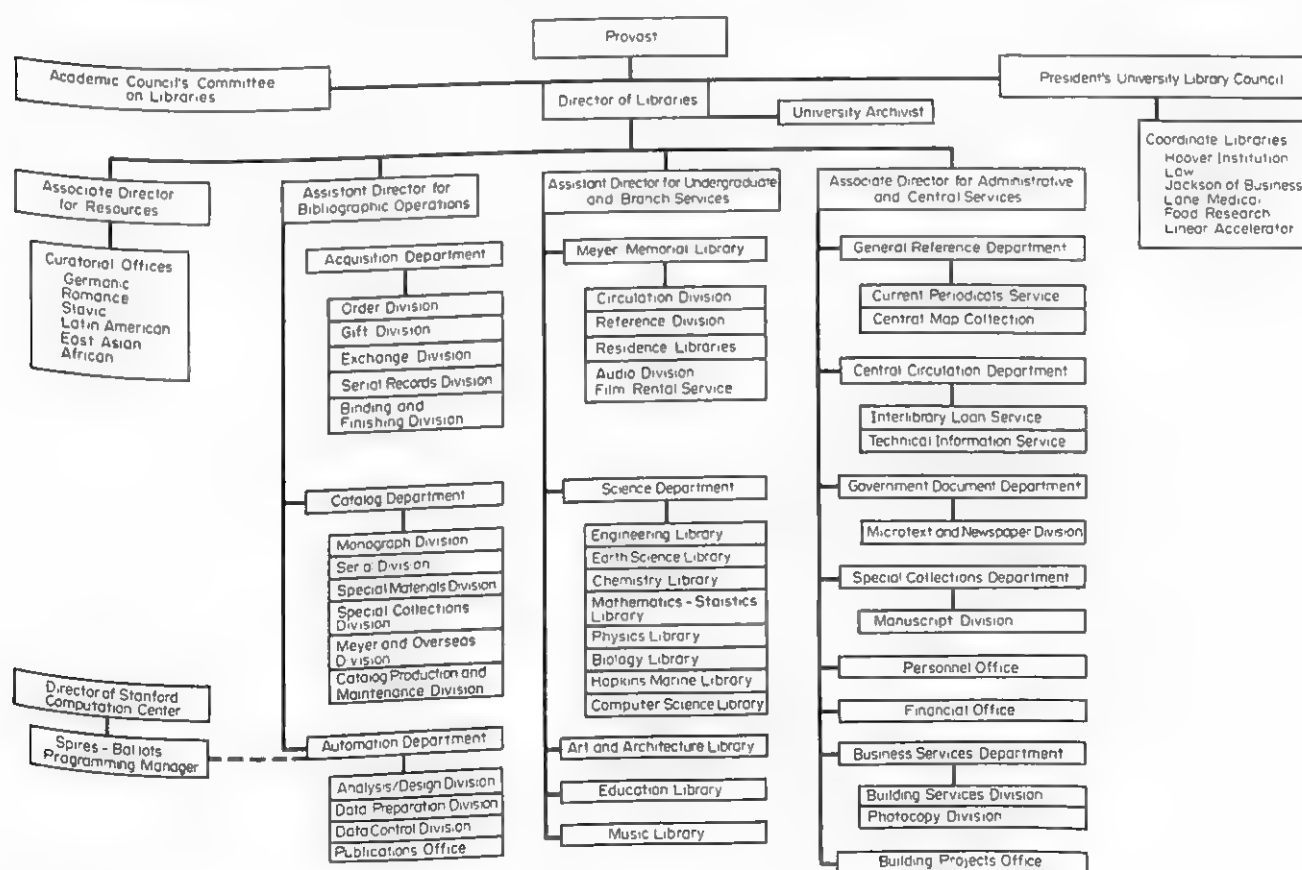 Provost
Academic Council's Committee
on Libraries
President's University Library Council
Director of Libraries
University Archivist
Coordinate Libraries
Hoover Institution
Law
Jackson of Business
Lane Medical
Food Research
Linear Accelerator
Associate Director
for Resources
Curatorial Offices
Germanic
Romance
Slavic
Latin American
East Asian
African
Director of Stanford
Computation Center
Spires - Ballots
Programming Manager
Assistant Director for
Bibliographic Operations
Acquisition Department
Order Division
Gift Division
Exchange Division
Serial Records Division
Binding and
Finishing Division
Catalog Department
Monograph Division
Serial Division
Special Materials Division
Special Collections
Division
Meyer and Overseas
Division
Catalog Production and
Maintenance Division
Automation Department
Analysis/Design Division
Data Preparation Division
Data Control Division
Publications Office
Assistant Director for Undergraduate
and Branch Services
Meyer Memorial Library
Circulation Division
Reference Division
Residence Libraries
Audio Division
Film Rental Service
Science Department
Engineering Library
Earth Science Library
Chemistry Library
Mathematics - Staistics
Library
Physics Library
Biology Library
Hopkins Marine Library
Computer Science Library
Art and Architecture Library
Education Library
Music Library
Associate Director for Administrative
and Central Services
General Reference Department
Current Periodicals Service
Central Map Collection
Central Circulation Department
Interlibrary Loan Service
Technical Information Service
Government Document Department
Microtext and Newspaper Division
Special Collections Department
Manuscript Division
Personnel Office
Financial Office
Business Services Department
Building Services Division
Photocopy Division
Building Projects Office